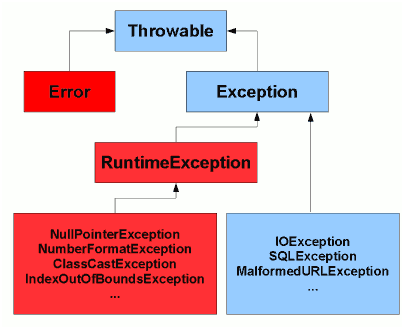 Throwable
Error
Exception
RuntimeException
NullPointerException
NumberFormatException
ClassCastException
IndexOutOfBoundsException
...
IOException
SQLException
MalformedURLException
...